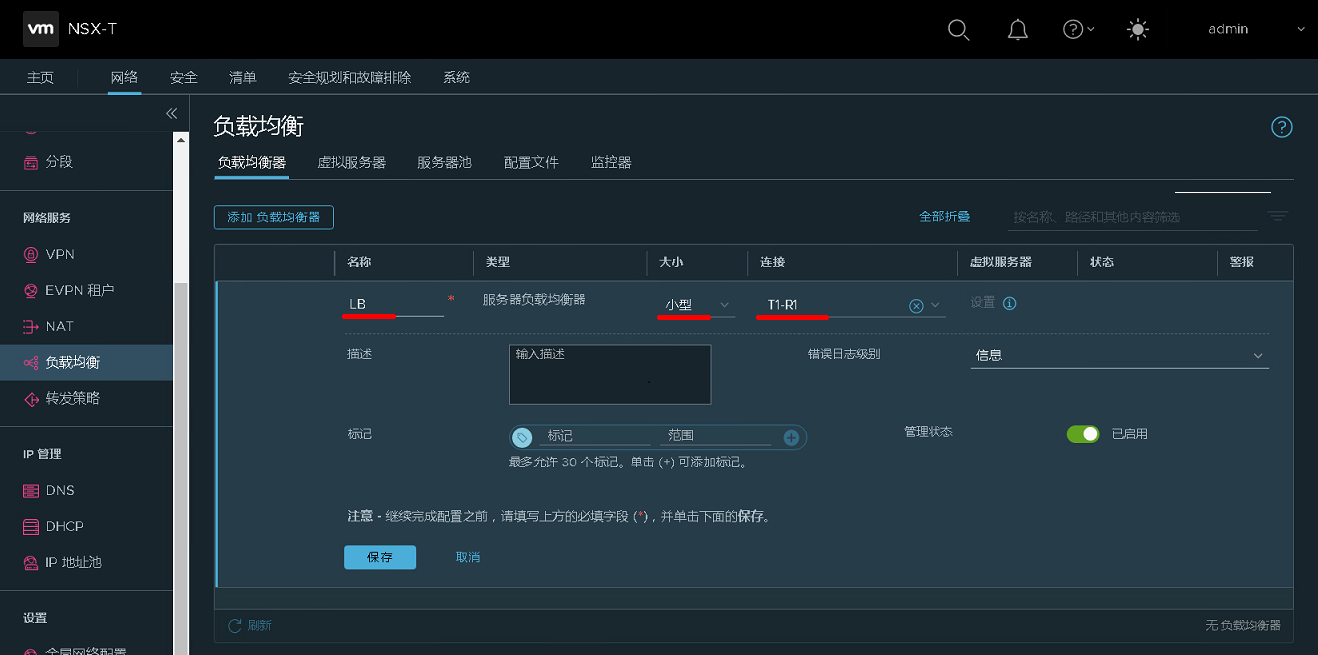 vm NSX-T
admin
主页 网络 安全 清单 安全规划和故障排除 系统
分段
网络服务
VPN
EVPN 租户
NAT
负载均衡
转发策略
IP 管理
DNS
DHCP
IP 地址池
设置
全局网络配置
负载均衡
负载均衡器 虚拟服务器 服务器池 配置文件 监控器
添加 负载均衡器
全部折叠 按名称、路径和其他内容筛选
名称 类型 大小 连接 虚拟服务器 状态 警报
LB * 服务器负载均衡器 小型 T1-R1 设置
描述 输入描述 错误日志级别 信息
标记 标记 范围 管理状态 已启用
最多允许 30 个标记。单击 (+) 可添加标记。
注意 - 继续完成配置之前，请填写上方的必填字段 (*)，并单击下面的保存。
保存 取消
刷新 无 负载均衡器